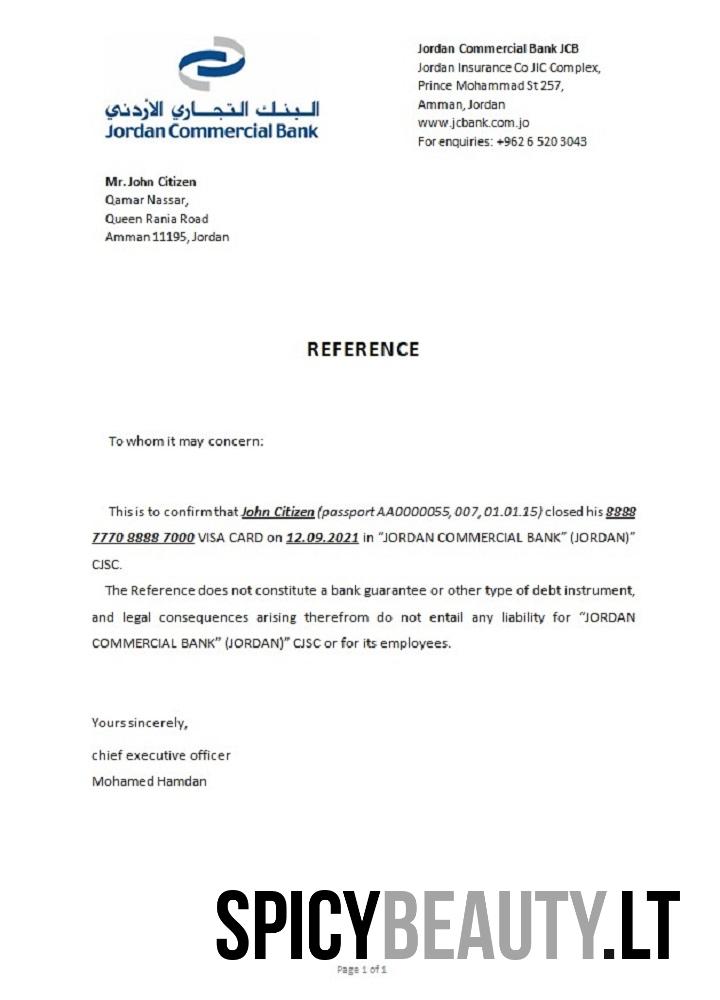 البنك التجاري الأردني
Jordan Commercial Bank
Jordan Commercial Bank JCB
Jordan Insurance Co JIC Complex,
Prince Mohammad St 257,
Amman, Jordan
www.jcbank.com.jo
For enquiries: +962 6 520 3043
Mr. John Citizen
Qamar Nassar,
Queen Rania Road
Amman 11195, Jordan
REFERENCE
To whom it may concern:
This is to confirm that John Citizen (passport AA0000055, 007, 01.01.15) closed his 8888
7770 8888 7000 VISA CARD on 12.09.2021 in “JORDAN COMMERCIAL BANK” (JORDAN)”
CJSC.
The Reference does not constitute a bank guarantee or other type of debt instrument,
and legal consequences arising therefrom do not entail any liability for “JORDAN
COMMERCIAL BANK” (JORDAN)” CJSC or for its employees.
Yours sincerely,
chief executive officer
Mohamed Hamdan
SPICYBEAUTY.LT
Page 1 of 1